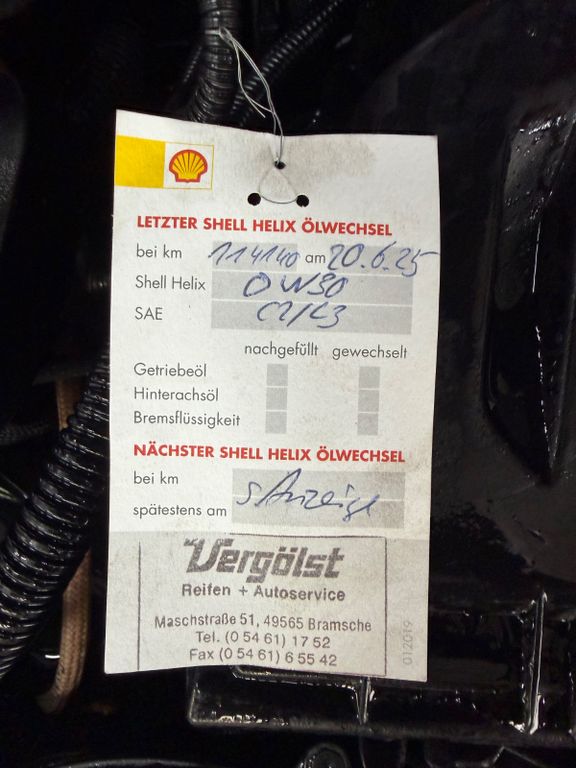 LETZTER SHELL HELIX ÖLWECHSEL
bei km 114140 am 20.6.25
Shell Helix 0W30
SAE C2/C3
nachgefüllt gewechselt
Getriebeöl
Hinterachsöl
Bremsflüssigkeit
NÄCHSTER SHELL HELIX ÖLWECHSEL
bei km
spätestens am s Anzeige
Vergölst
Reifen + Autoservice
Maschstraße 51, 49565 Bramsche
Tel. (0 54 61) 17 52
Fax (0 54 61) 6 55 42
012019